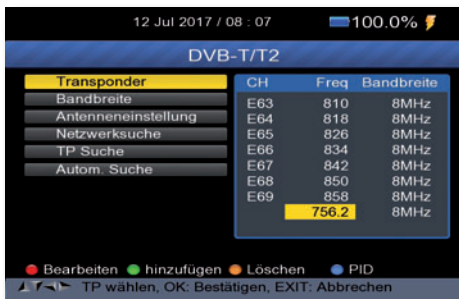 12 Jul 2017 / 08 : 07 100.0%
DVB-T/T2
Transponder
Bandbreite
Antenneneinstellung
Netzwerksuche
TP Suche
Autom. Suche
CH Freq Bandbreite
E63 810 8MHz
E64 818 8MHz
E65 826 8MHz
E66 834 8MHz
E67 842 8MHz
E68 850 8MHz
E69 858 8MHz
756.2 8MHz
Bearbeiten hinzufügen Löschen PID
TP wählen, OK: Bestätigen, EXIT: Abbrechen